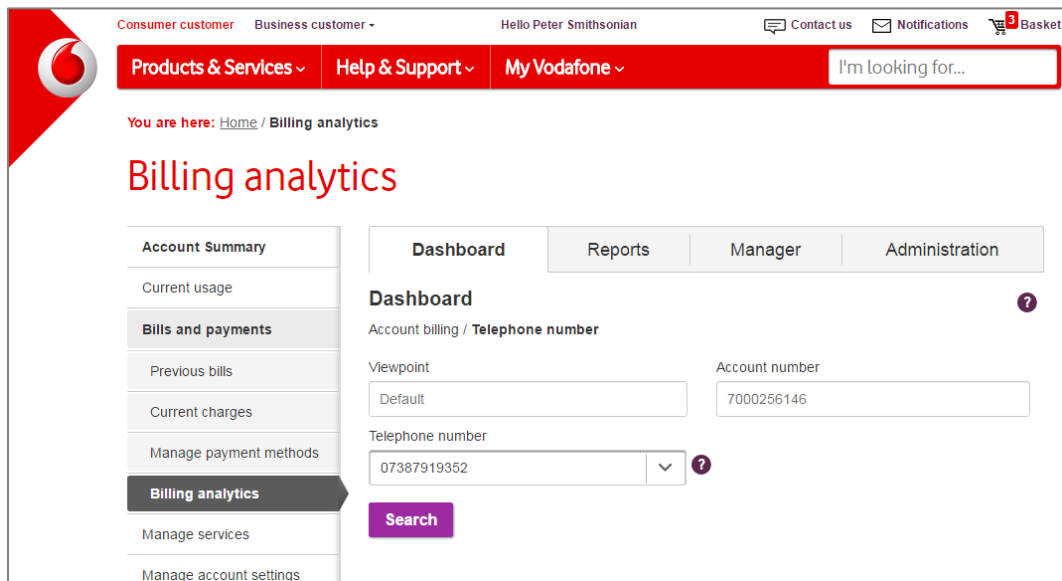 Consumer customer Business customer Hello Peter Smithsonian Contact us Notifications 3 Basket
Products & Services Help & Support My Vodafone I'm looking for...
You are here: Home / Billing analytics
Billing analytics
Account Summary
Current usage
Bills and payments
Previous bills
Current charges
Manage payment methods
Billing analytics
Manage services
Manage account settings
Dashboard Reports Manager Administration
Dashboard ?
Account billing / Telephone number
Viewpoint Account number
Default 7000256146
Telephone number
07387919352 ?
Search